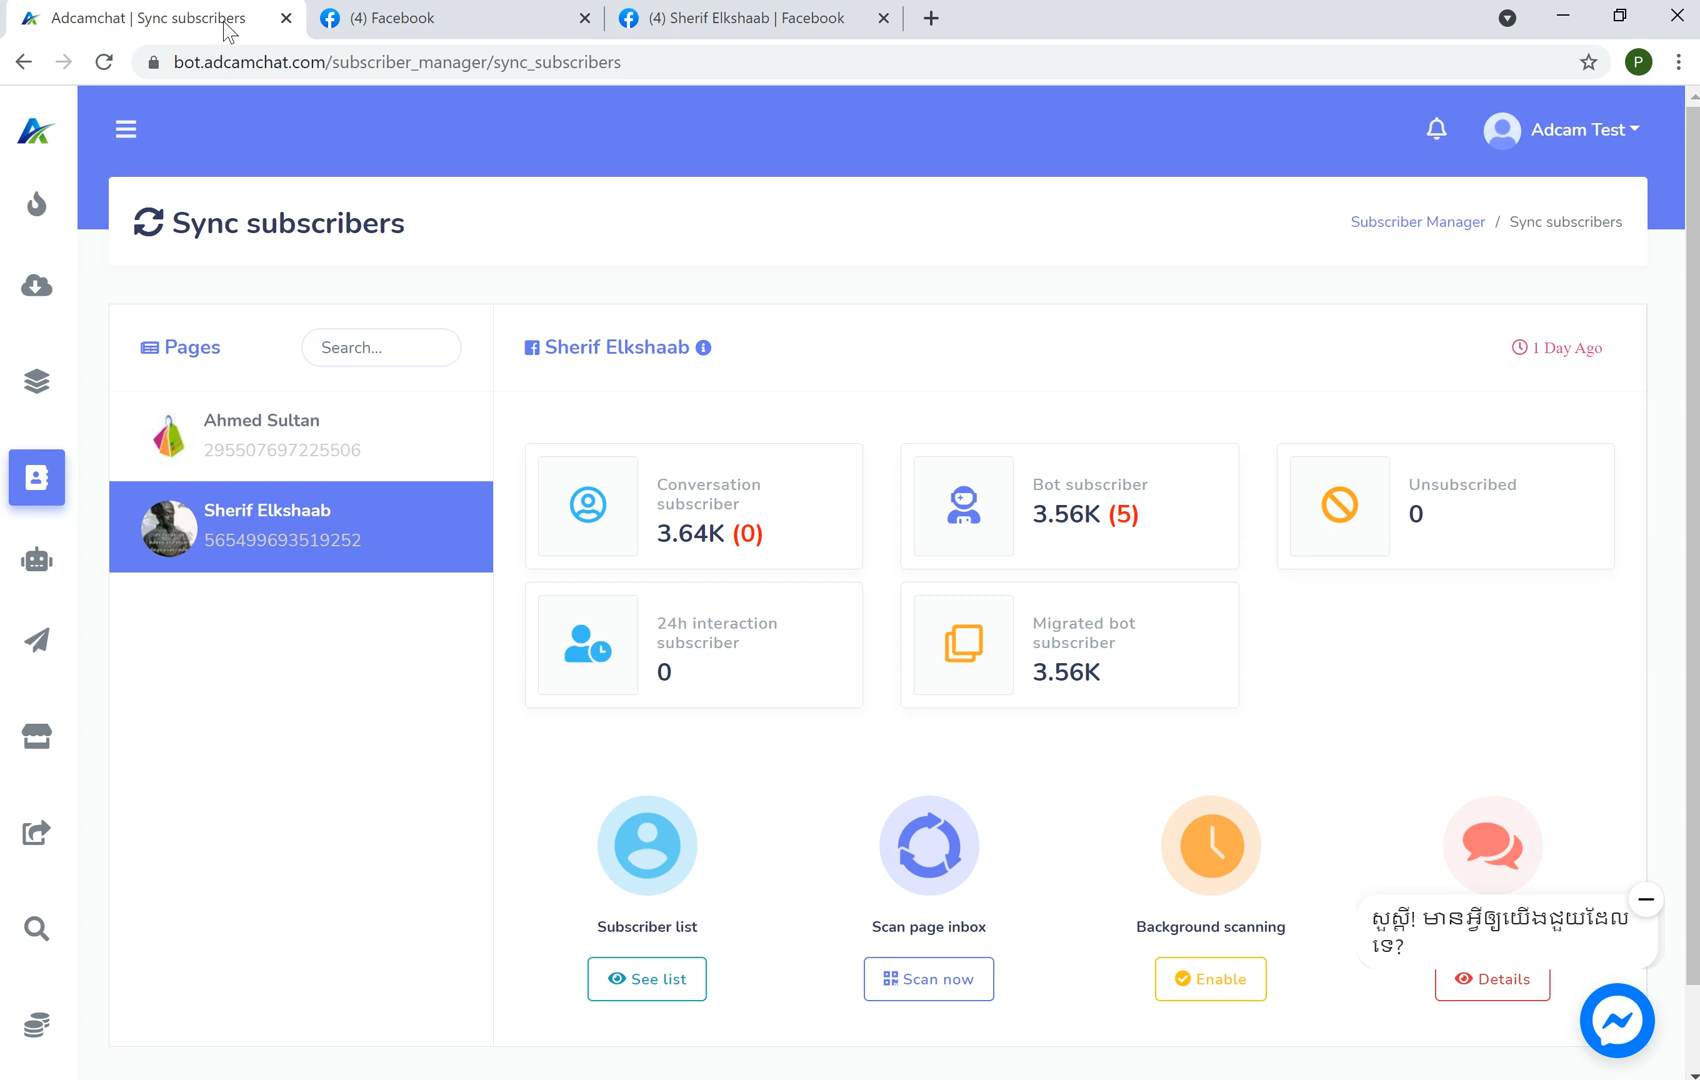 Adcamchat | Sync subscribers
(4) Facebook
(4) Sherif Elkshaab | Facebook
bot.adcamchat.com/subscriber_manager/sync_subscribers
P
Adcam Test
Sync subscribers
Subscriber Manager / Sync subscribers
Pages
Search...
Sherif Elkshaab
1 Day Ago
Ahmed Sultan
295507697225506
Sherif Elkshaab
565499693519252
Conversation
subscriber
3.64K (0)
Bot subscriber
3.56K (5)
Unsubscribed
0
24h interaction
subscriber
0
Migrated bot
subscriber
3.56K
Subscriber list
Scan page inbox
Background scanning
See list
Scan now
Enable
Details
សួស្តី! មានអ្វីឲ្យយើងជួយដែល
ទេ?